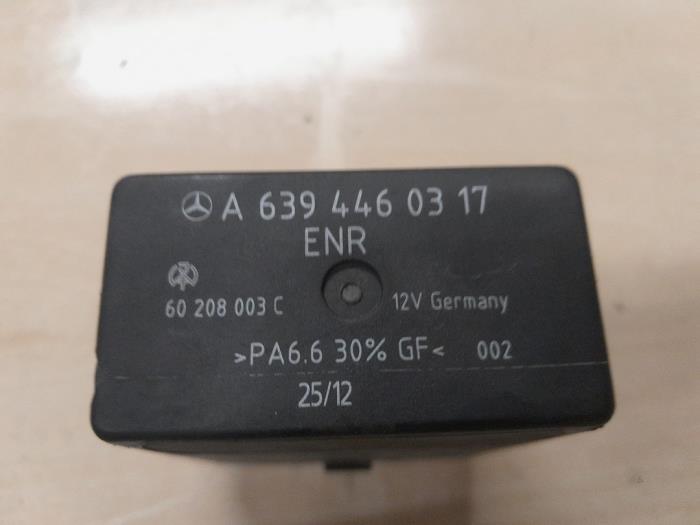 A 639 446 03 17
ENR
60 208 003 C
12V Germany
>PA6.6 30% GF< 002
25/12